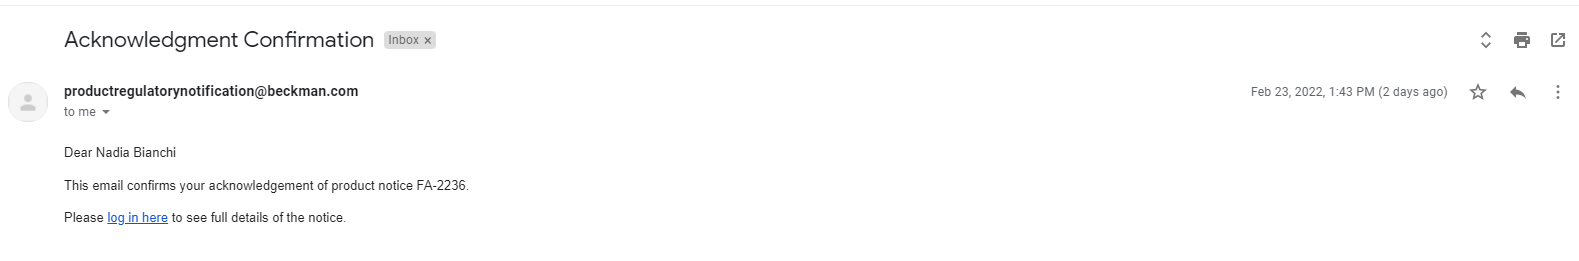 Acknowledgment Confirmation Inbox ×
productregulatorynotification@beckman.com Feb 23, 2022, 1:43 PM (2 days ago)
to me
Dear Nadia Bianchi
This email confirms your acknowledgement of product notice FA-2236.
Please log in here to see full details of the notice.